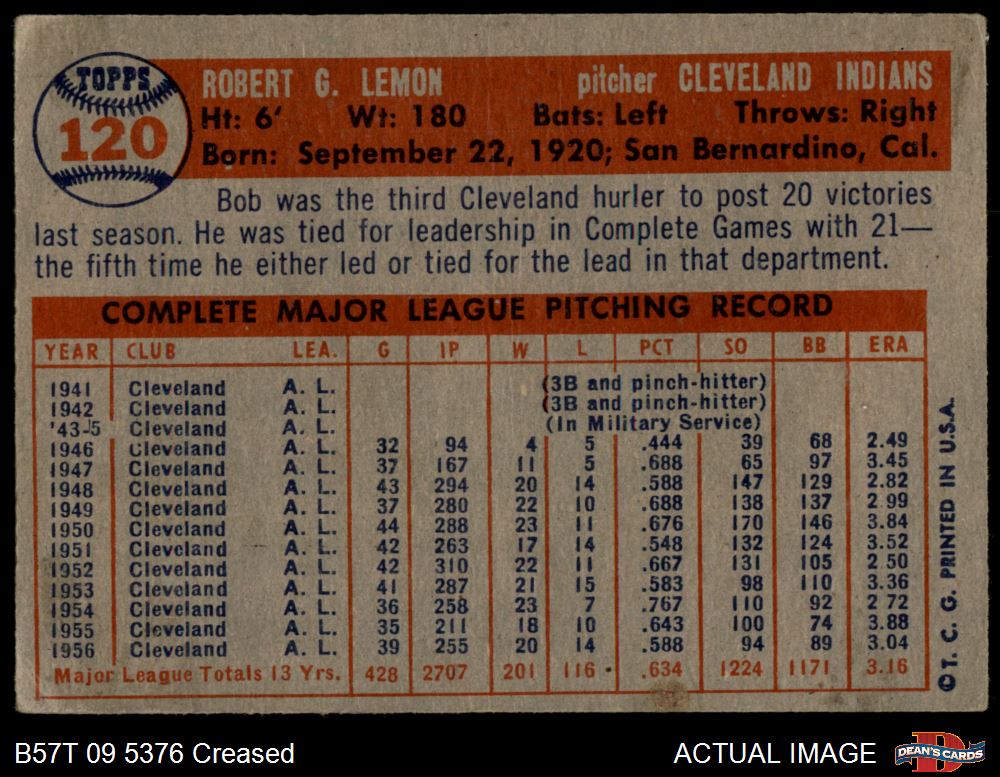 TOPPS
120
ROBERT G. LEMON pitcher CLEVELAND INDIANS
Ht: 6' Wt: 180 Bats: Left Throws: Right
Born: September 22, 1920; San Bernardino, Cal.
Bob was the third Cleveland hurler to post 20 victories
last season. He was tied for leadership in Complete Games with 21—
the fifth time he either led or tied for the lead in that department.
COMPLETE MAJOR LEAGUE PITCHING RECORD
YEAR CLUB LEA. G IP W L PCT SO BB ERA
1941 Cleveland A. L. (3B and pinch-hitter)
1942 Cleveland A. L. (3B and pinch-hitter)
'43-5 Cleveland A. L. (In Military Service)
1946 Cleveland A. L. 32 94 4 5 .444 39 68 2.49
1947 Cleveland A. L. 37 167 11 5 .688 65 97 3.45
1948 Cleveland A. L. 43 294 20 14 .588 147 129 2.82
1949 Cleveland A. L. 37 280 22 10 .688 138 137 2.99
1950 Cleveland A. L. 44 288 23 11 .676 170 146 3.84
1951 Cleveland A. L. 42 263 17 14 .548 132 124 3.52
1952 Cleveland A. L. 42 310 22 11 .667 131 105 2.50
1953 Cleveland A. L. 41 287 21 15 .583 98 110 3.36
1954 Cleveland A. L. 36 258 23 7 .767 110 92 2 72
1955 Cleveland A. L. 35 211 18 10 .643 100 74 3.88
1956 Cleveland A. L. 39 255 20 14 .588 94 89 3.04
Major League Totals 13 Yrs. 428 2707 201 116 .634 1224 1171 3.16
©T. C. G. PRINTED IN U.S.A.
B57T 09 5376 Creased ACTUAL IMAGE
DEAN'S CARDS